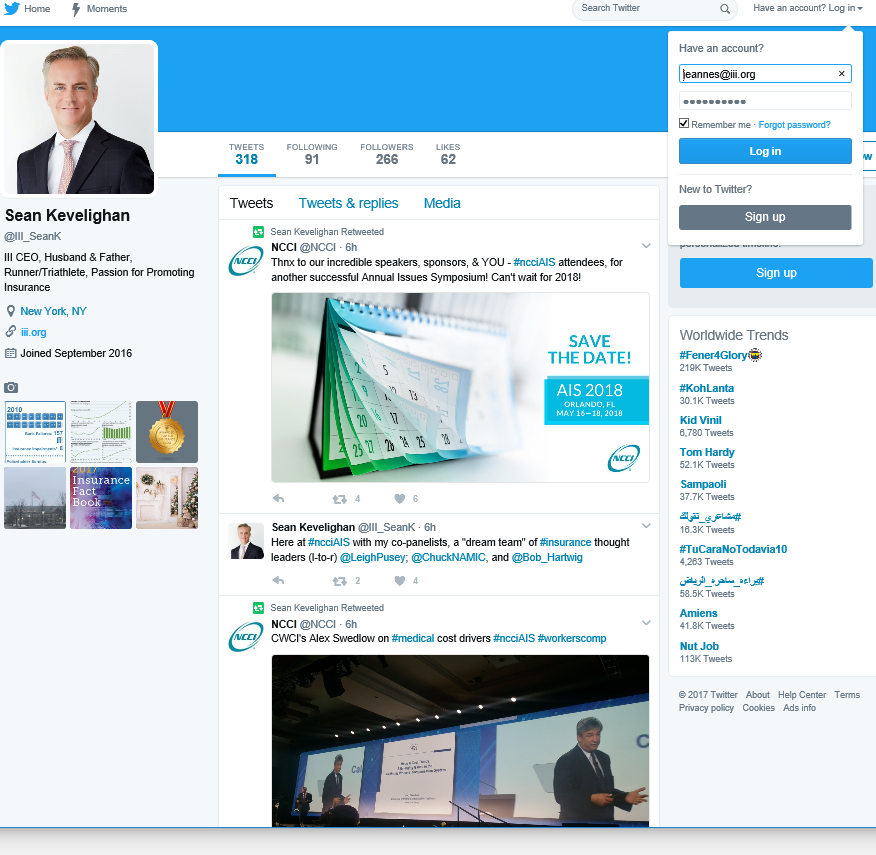 Home
Moments
Search Twitter
Have an account? Log in
Have an account?
jeannes@iii.org
Remember me · Forgot password?
Log in
New to Twitter?
Sign up
Sign up
TWEETS
318
FOLLOWING
91
FOLLOWERS
266
LIKES
62
Sean Kevelighan
@III_SeanK
III CEO, Husband & Father,
Runner/Triathlete, Passion for Promoting
Insurance
New York, NY
iii.org
Joined September 2016
2010
Bank Failures 157
Insurance Impairments 8
2017
Insurance
Fact
Book
Tweets
Tweets & replies
Media
Sean Kevelighan Retweeted
NCCI @NCCI · 6h
Thnx to our incredible speakers, sponsors, & YOU - #ncciAIS attendees, for
another successful Annual Issues Symposium! Can't wait for 2018!
SAVE
THE DATE!
AIS 2018
ORLANDO, FL
MAY 16—18, 2018
NCCI
4
6
Sean Kevelighan @III_SeanK · 6h
Here at #ncciAIS with my co-panelists, a "dream team" of #insurance thought
leaders (l-to-r) @LeighPusey; @ChuckNAMIC, and @Bob_Hartwig
2
4
Sean Kevelighan Retweeted
NCCI @NCCI · 6h
CWCI's Alex Swedlow on #medical cost drivers #ncciAIS #workerscomp
personalized timeline.
Worldwide Trends
#Fener4Glory
219K Tweets
#KohLanta
30.1K Tweets
Kid Vinil
6,780 Tweets
Tom Hardy
52.1K Tweets
Sampaoli
37.7K Tweets
#مشاعري_تقولك
16.3K Tweets
#TuCaraNoTodavia10
4,263 Tweets
#براءه_ساحره_الرياض
58.5K Tweets
Amiens
41.8K Tweets
Nut Job
113K Tweets
© 2017 Twitter About Help Center Terms
Privacy policy Cookies Ads info